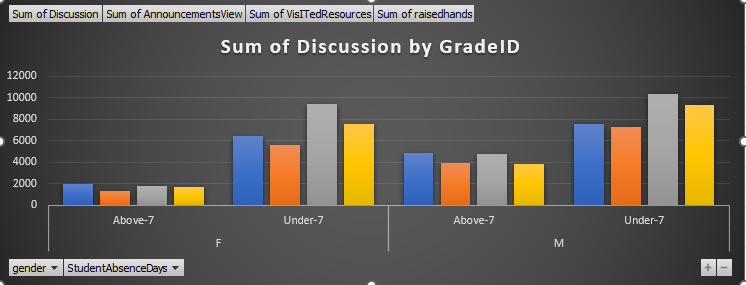 Sum of Discussion Sum of AnnouncementsView Sum of VisITedResources Sum of raisedhands
Sum of Discussion by GradeID
12000
10000
8000
6000
4000
2000
0
Above-7 Under-7 Above-7 Under-7
F M
gender StudentAbsenceDays + −